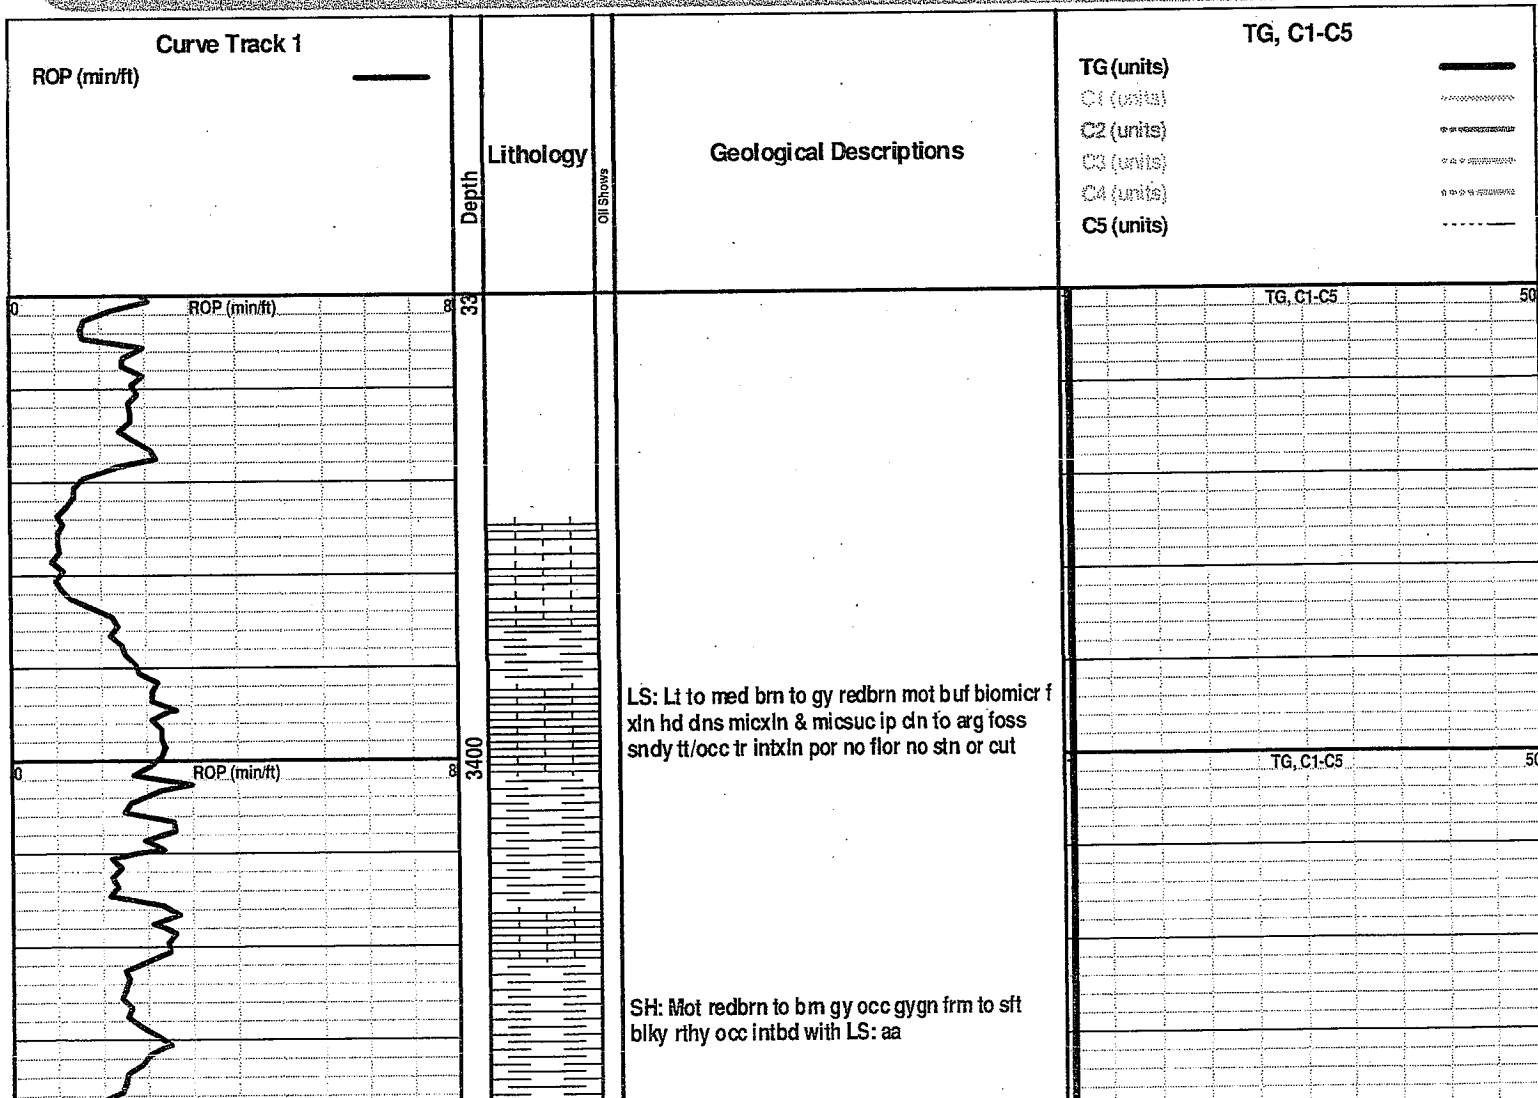 Curve Track 1
ROP (min/ft)
Depth
Lithology
Oil Shows
Geological Descriptions
TG, C1-C5
TG (units)
C1 (units)
C2 (units)
C3 (units)
C4 (units)
C5 (units)
0 ROP (min/ft) 8
33
TG, C1-C5 50
LS: Lt to med brn to gy redbrn mot buf biomicr f
xln hd dns micxln & micsuc ip cln to arg foss
sndy tt/occ tr intxln por no flor no stn or cut
0 ROP (min/ft) 8
3400
TG, C1-C5 50
SH: Mot redbrn to brn gy occ gygn frm to sft
blky rthy occ intbd with LS: aa